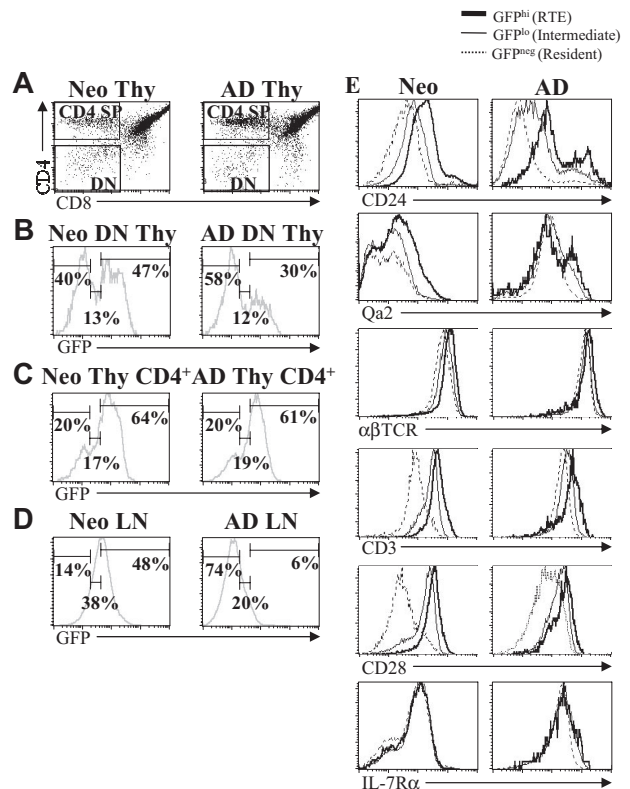 GFPhi (RTE)
GFPlo (Intermediate)
GFPneg (Resident)
A Neo Thy AD Thy
CD4 SP CD4 SP
CD4
DN DN
CD8
B Neo DN Thy AD DN Thy
40% 47% 58% 30%
13% 12%
GFP
C Neo Thy CD4+ AD Thy CD4+
20% 64% 20% 61%
17% 19%
GFP
D Neo LN AD LN
14% 48% 74% 6%
38% 20%
GFP
E Neo AD
CD24
Qa2
αβTCR
CD3
CD28
IL-7Rα